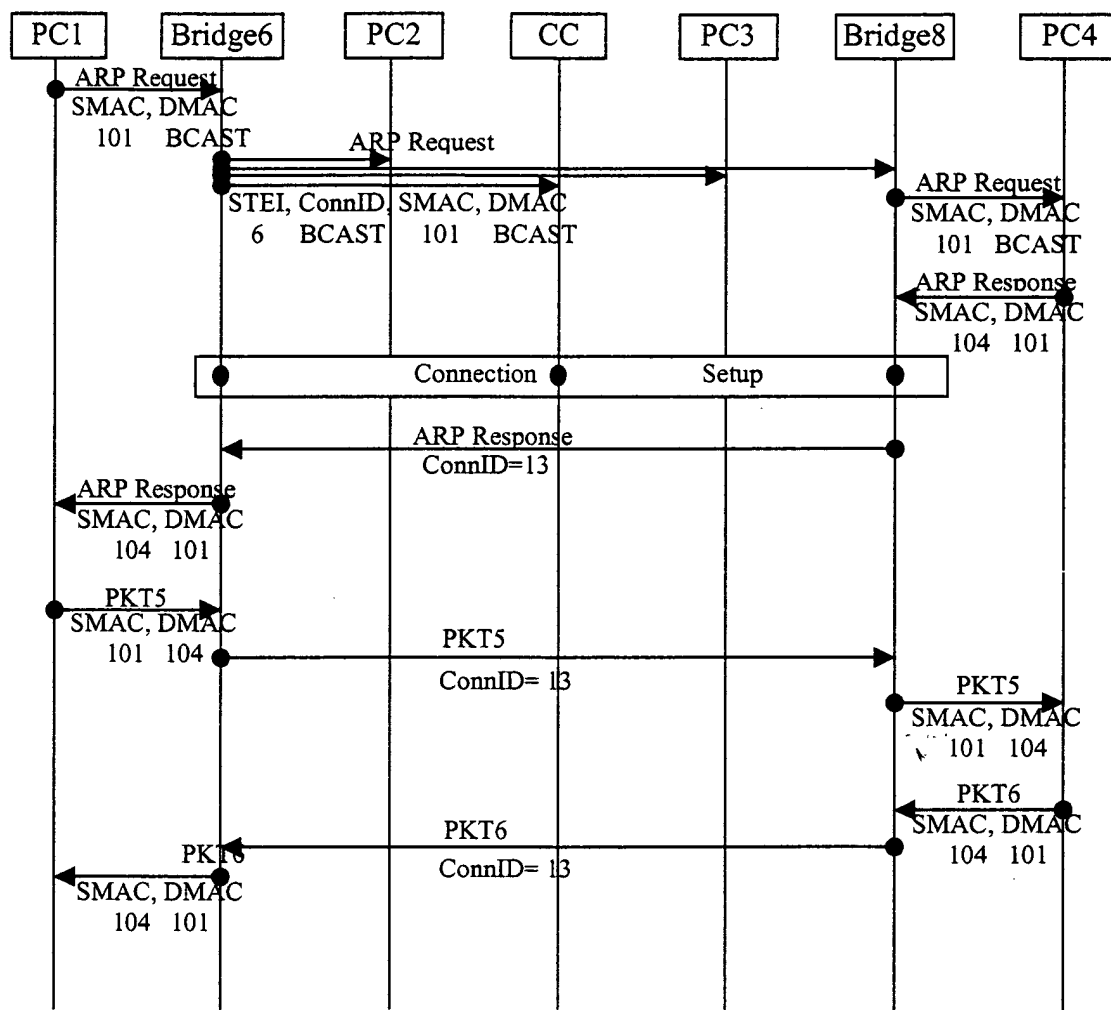 PC1 Bridge6 PC2 CC PC3 Bridge8 PC4
ARP Request
SMAC, DMAC
101 BCAST
ARP Request
STEI, ConnID, SMAC, DMAC
6 BCAST 101 BCAST
ARP Request
SMAC, DMAC
101 BCAST
ARP Response
SMAC, DMAC
104 101
Connection Setup
ARP Response
ConnID=13
ARP Response
SMAC, DMAC
104 101
PKT5
SMAC, DMAC
101 104
PKT5
ConnID= 13
PKT5
SMAC, DMAC
101 104
PKT6
SMAC, DMAC
104 101
PKT6
ConnID= 13
PKT6
SMAC, DMAC
104 101